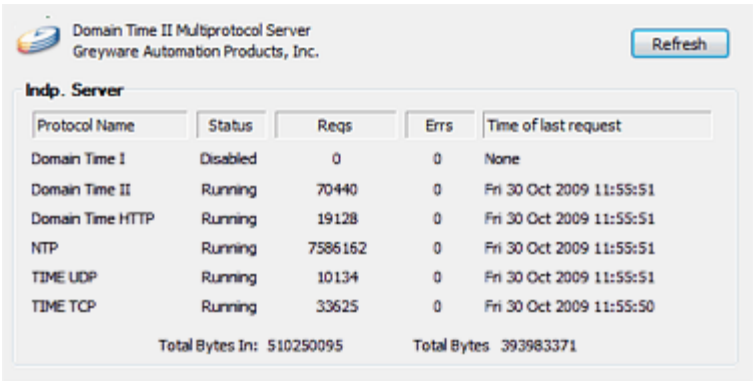 Domain Time II Multiprotocol Server
Greyware Automation Products, Inc.
Refresh
Indp. Server
Protocol Name Status Reqs Errs Time of last request
Domain Time I Disabled 0 0 None
Domain Time II Running 70440 0 Fri 30 Oct 2009 11:55:51
Domain Time HTTP Running 19128 0 Fri 30 Oct 2009 11:55:51
NTP Running 7586162 0 Fri 30 Oct 2009 11:55:51
TIME UDP Running 10134 0 Fri 30 Oct 2009 11:55:51
TIME TCP Running 33625 0 Fri 30 Oct 2009 11:55:50
Total Bytes In: 510250095 Total Bytes 393983371